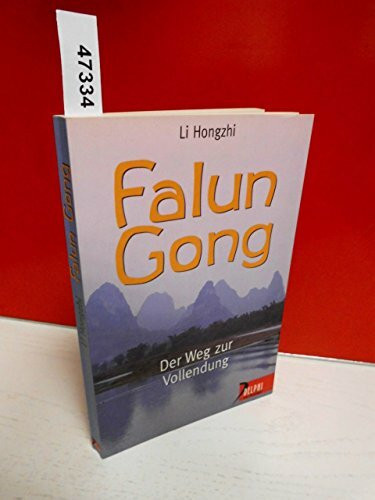 47334
Li Hongzhi
Falun
Gong
Der Weg zur
Vollendung
DELPHI
Falun Gong